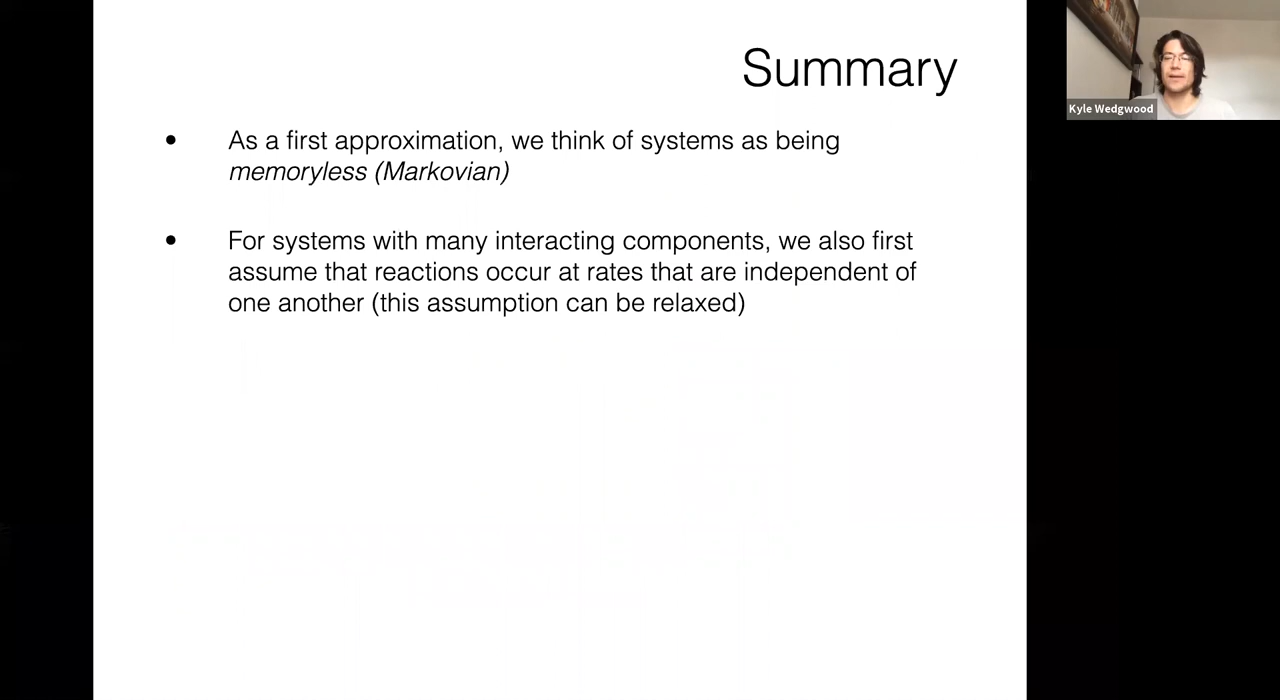 Summary
Kyle Wedgwood
• As a first approximation, we think of systems as being
memoryless (Markovian)
• For systems with many interacting components, we also first
assume that reactions occur at rates that are independent of
one another (this assumption can be relaxed)